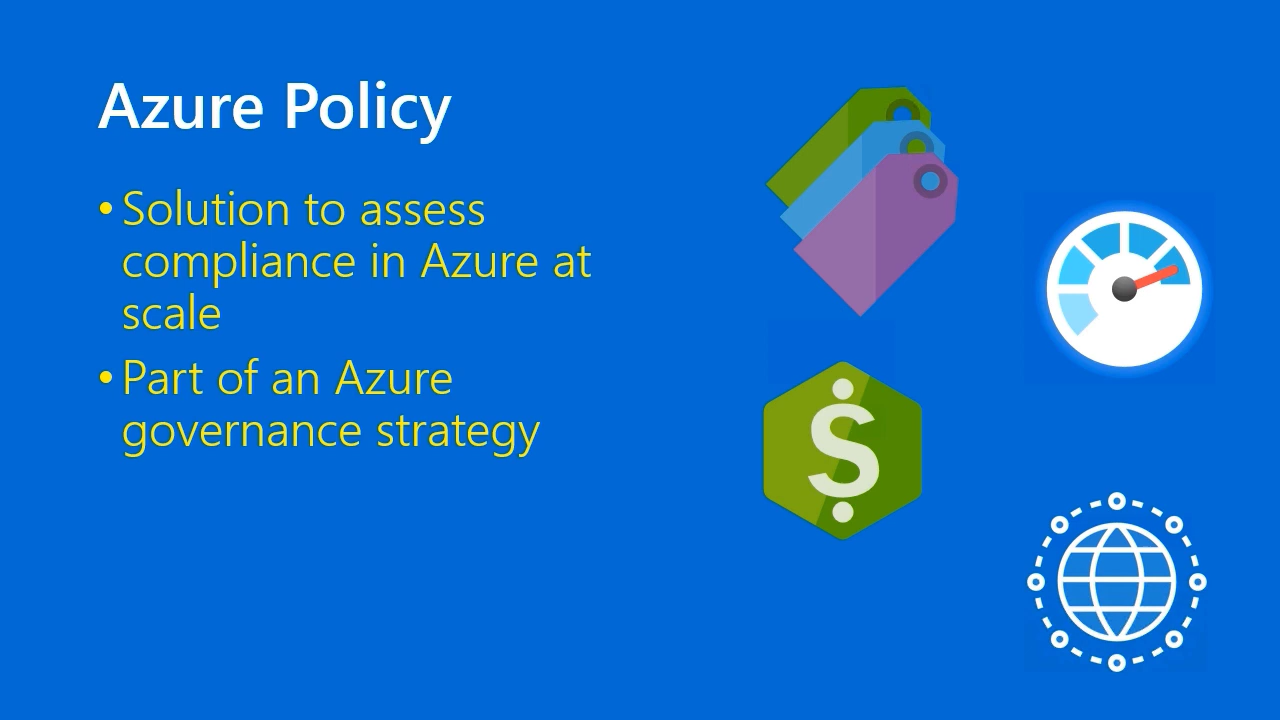 Azure Policy
• Solution to assess
compliance in Azure at
scale
• Part of an Azure
governance strategy
$